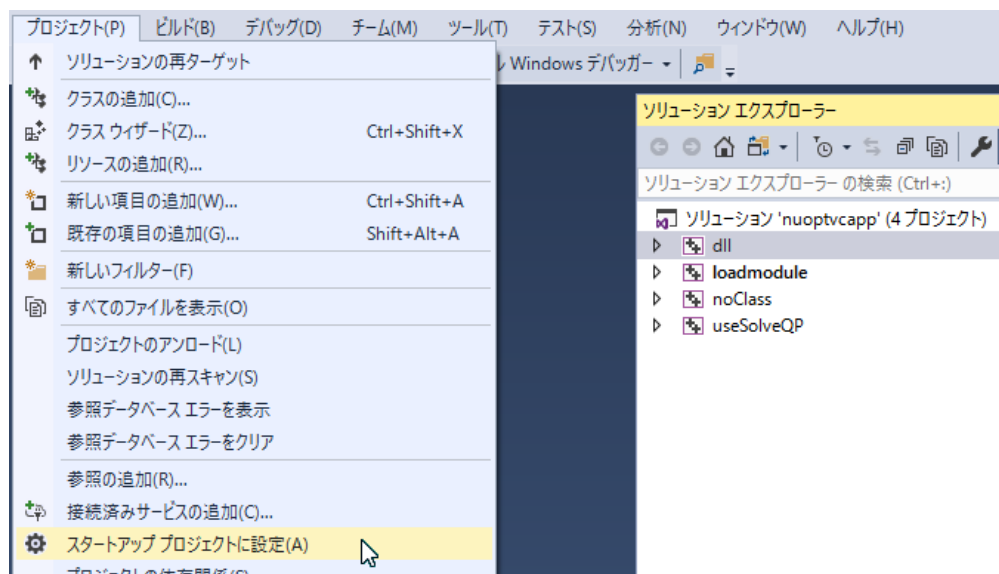 プロジェクト(P) ビルド(B) デバッグ(D) チーム(M) ツール(T) テスト(S) 分析(N) ウィンドウ(W) ヘルプ(H)
Windows デバッガー
ソリューションの再ターゲット
クラスの追加(C)...
クラス ウィザード(Z)... Ctrl+Shift+X
リソースの追加(R)...
新しい項目の追加(W)... Ctrl+Shift+A
既存の項目の追加(G)... Shift+Alt+A
新しいフィルター(F)
すべてのファイルを表示(O)
プロジェクトのアンロード(L)
ソリューションの再スキャン(S)
参照データベース エラーを表示
参照データベース エラーをクリア
参照の追加(R)...
接続済みサービスの追加(C)...
スタートアップ プロジェクトに設定(A)
ソリューション エクスプローラー
ソリューション エクスプローラー の検索 (Ctrl+:)
ソリューション 'nuoptvcapp' (4 プロジェクト)
dll
loadmodule
noClass
useSolveQP